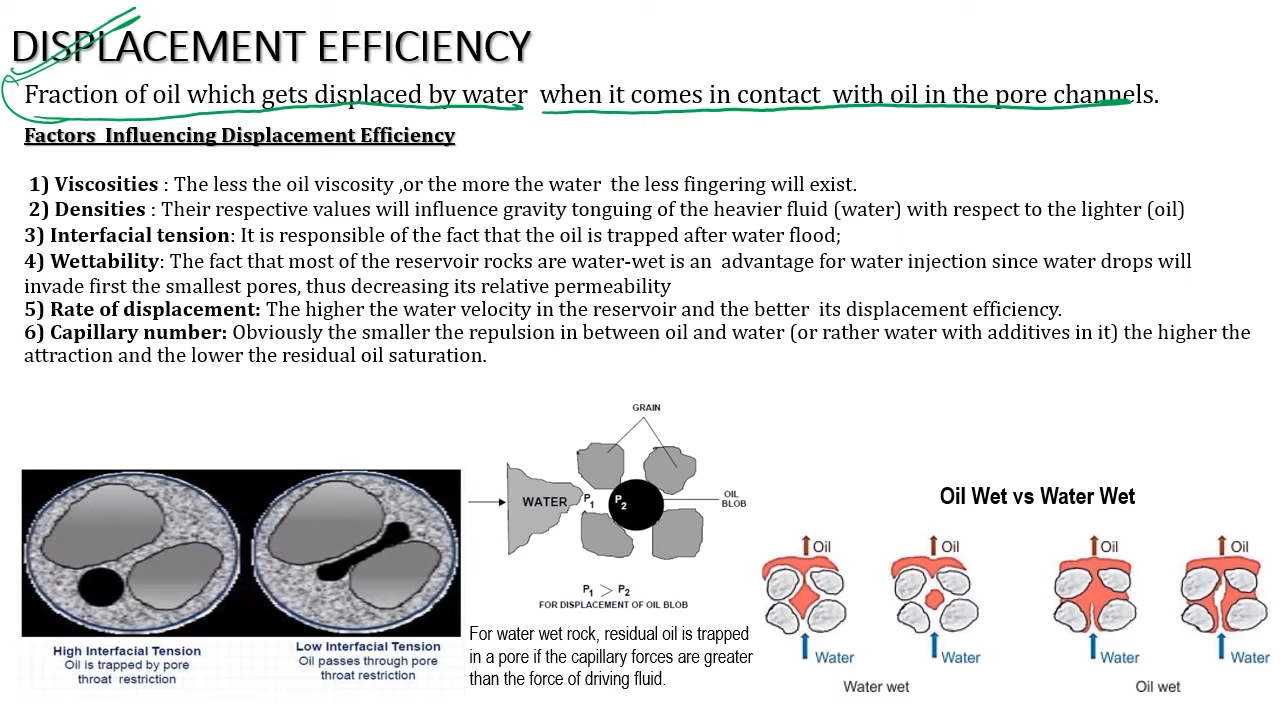 DISPLACEMENT EFFICIENCY
Fraction of oil which gets displaced by water when it comes in contact with oil in the pore channels.
Factors Influencing Displacement Efficiency
1) Viscosities : The less the oil viscosity ,or the more the water the less fingering will exist.
2) Densities : Their respective values will influence gravity tonguing of the heavier fluid (water) with respect to the lighter (oil)
3) Interfacial tension: It is responsible of the fact that the oil is trapped after water flood;
4) Wettability: The fact that most of the reservoir rocks are water-wet is an advantage for water injection since water drops will
invade first the smallest pores, thus decreasing its relative permeability
5) Rate of displacement: The higher the water velocity in the reservoir and the better its displacement efficiency.
6) Capillary number: Obviously the smaller the repulsion in between oil and water (or rather water with additives in it) the higher the
attraction and the lower the residual oil saturation.
High Interfacial Tension
Oil is trapped by pore
throat restriction
Low Interfacial Tension
Oil passes through pore
throat restriction
GRAIN
WATER
P1
P2
OIL
BLOB
P1 > P2
FOR DISPLACEMENT OF OIL BLOB
For water wet rock, residual oil is trapped
in a pore if the capillary forces are greater
than the force of driving fluid.
Oil Wet vs Water Wet
Oil
Oil
Oil
Oil
Water
Water
Water
Water
Water wet
Oil wet